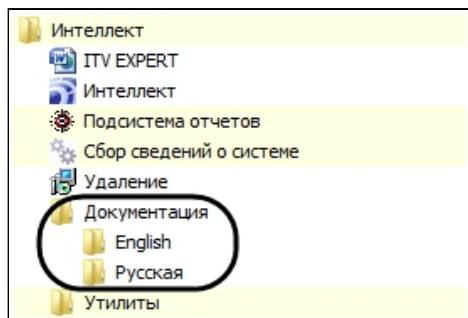 Интеллект
ITV EXPERT
Интеллект
Подсистема отчетов
Сбор сведений о системе
Удаление
Документация
English
Русская
Утилиты